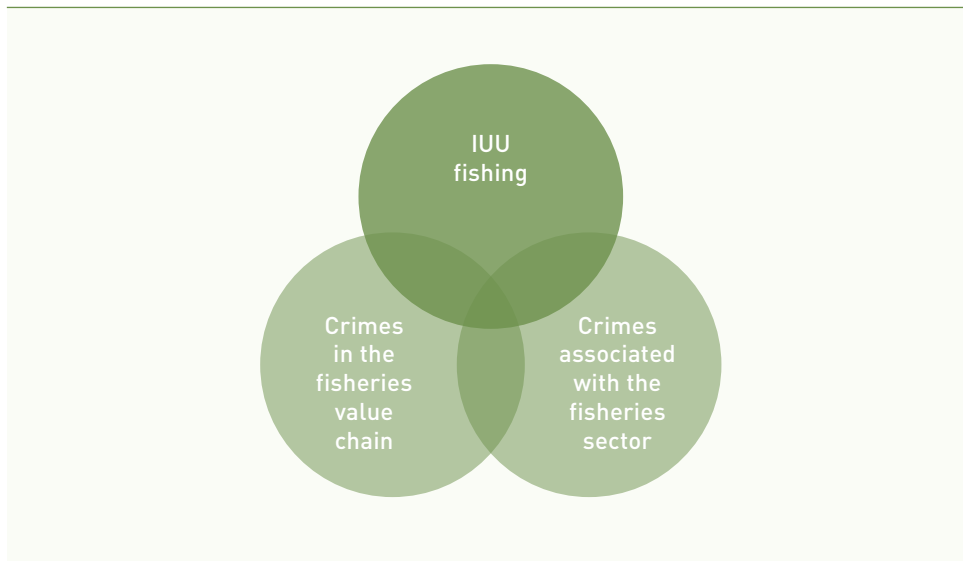 IUU
fishing
Crimes
in the
fisheries
value
chain
Crimes
associated
with the
fisheries
sector